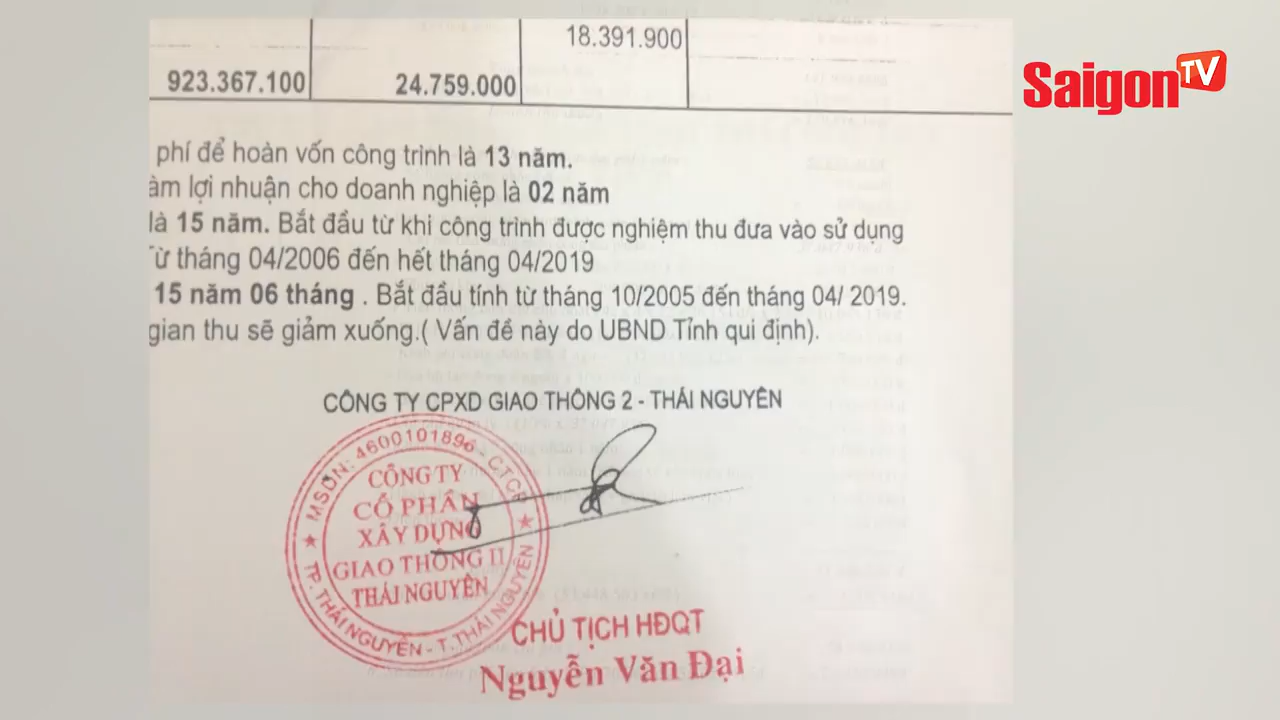 18.391.900
923.367.100 24.759.000
Saigon TV
phí để hoàn vốn công trình là 13 năm.
àm lợi nhuận cho doanh nghiệp là 02 năm
là 15 năm. Bắt đầu từ khi công trình được nghiệm thu đưa vào sử dụng
Từ tháng 04/2006 đến hết tháng 04/2019
15 năm 06 tháng . Bắt đầu tính từ tháng 10/2005 đến tháng 04/ 2019.
gian thu sẽ giảm xuống.( Vấn đề này do UBND Tỉnh qui định).
CÔNG TY CPXD GIAO THÔNG 2 - THÁI NGUYÊN
MSDN: 4600101896 - CTCP
CÔNG TY
CỔ PHẦN
XÂY DỰNG
GIAO THÔNG II
THÁI NGUYÊN
TP. THÁI NGUYÊN - T. THÁI NGUYÊN
CHỦ TỊCH HĐQT
Nguyễn Văn Đại